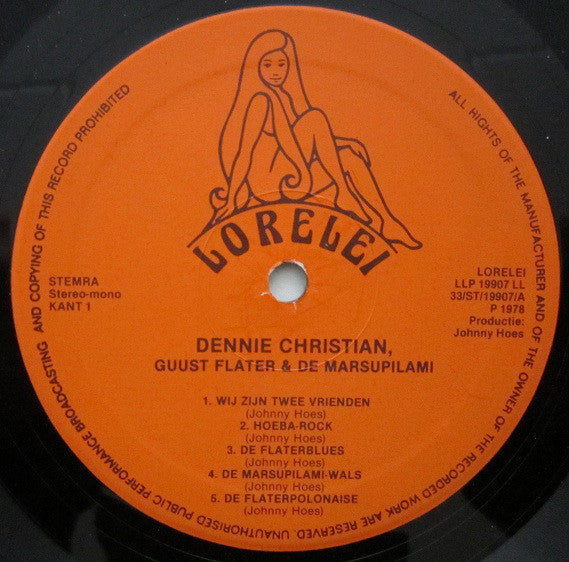 ALL RIGHTS OF THE MANUFACTURER AND OF THE OWNER OF THE RECORDED WORK ARE RESERVED. UNAUTHORISED PUBLIC PERFORMANCE BROADCASTING AND COPYING OF THIS RECORD PROHIBITED
LORELEI
STEMRA
Stereo-mono
KANT 1
LORELEI
LLP 19907 LL
33/ST/19907/A
P 1978
Productie:
Johnny Hoes
DENNIE CHRISTIAN,
GUUST FLATER & DE MARSUPILAMI
1. WIJ ZIJN TWEE VRIENDEN
(Johnny Hoes)
2. HOEBA-ROCK
(Johnny Hoes)
3. DE FLATERBLUES
(Johnny Hoes)
4. DE MARSUPILAMI-WALS
(Johnny Hoes)
5. DE FLATERPOLONAISE
(Johnny Hoes)